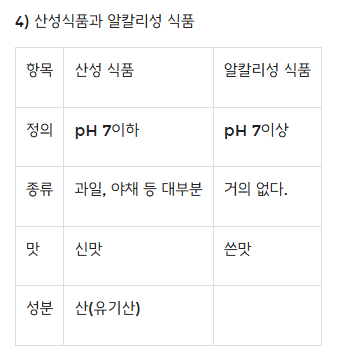 4) 산성식품과 알칼리성 식품
항목 산성 식품 알칼리성 식품
정의 pH 7이하 pH 7이상
종류 과일, 야채 등 대부분 거의 없다.
맛 신맛 쓴맛
성분 산(유기산)